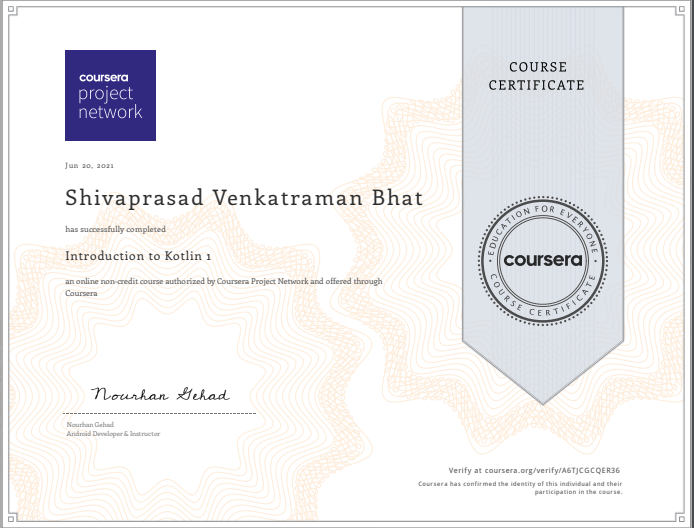 COURSE
CERTIFICATE
coursera
project
network
Jun 20, 2021
Shivaprasad Venkatraman Bhat
has successfully completed
Introduction to Kotlin 1
an online non-credit course authorized by Coursera Project Network and offered through
Coursera
EDUCATION FOR EVERYONE
coursera
COURSE CERTIFICATE
Nourhan Gehad
Nourhan Gehad
Android Developer & Instructor
Verify at coursera.org/verify/A6TJCGCQER36
Coursera has confirmed the identity of this individual and their
participation in the course.